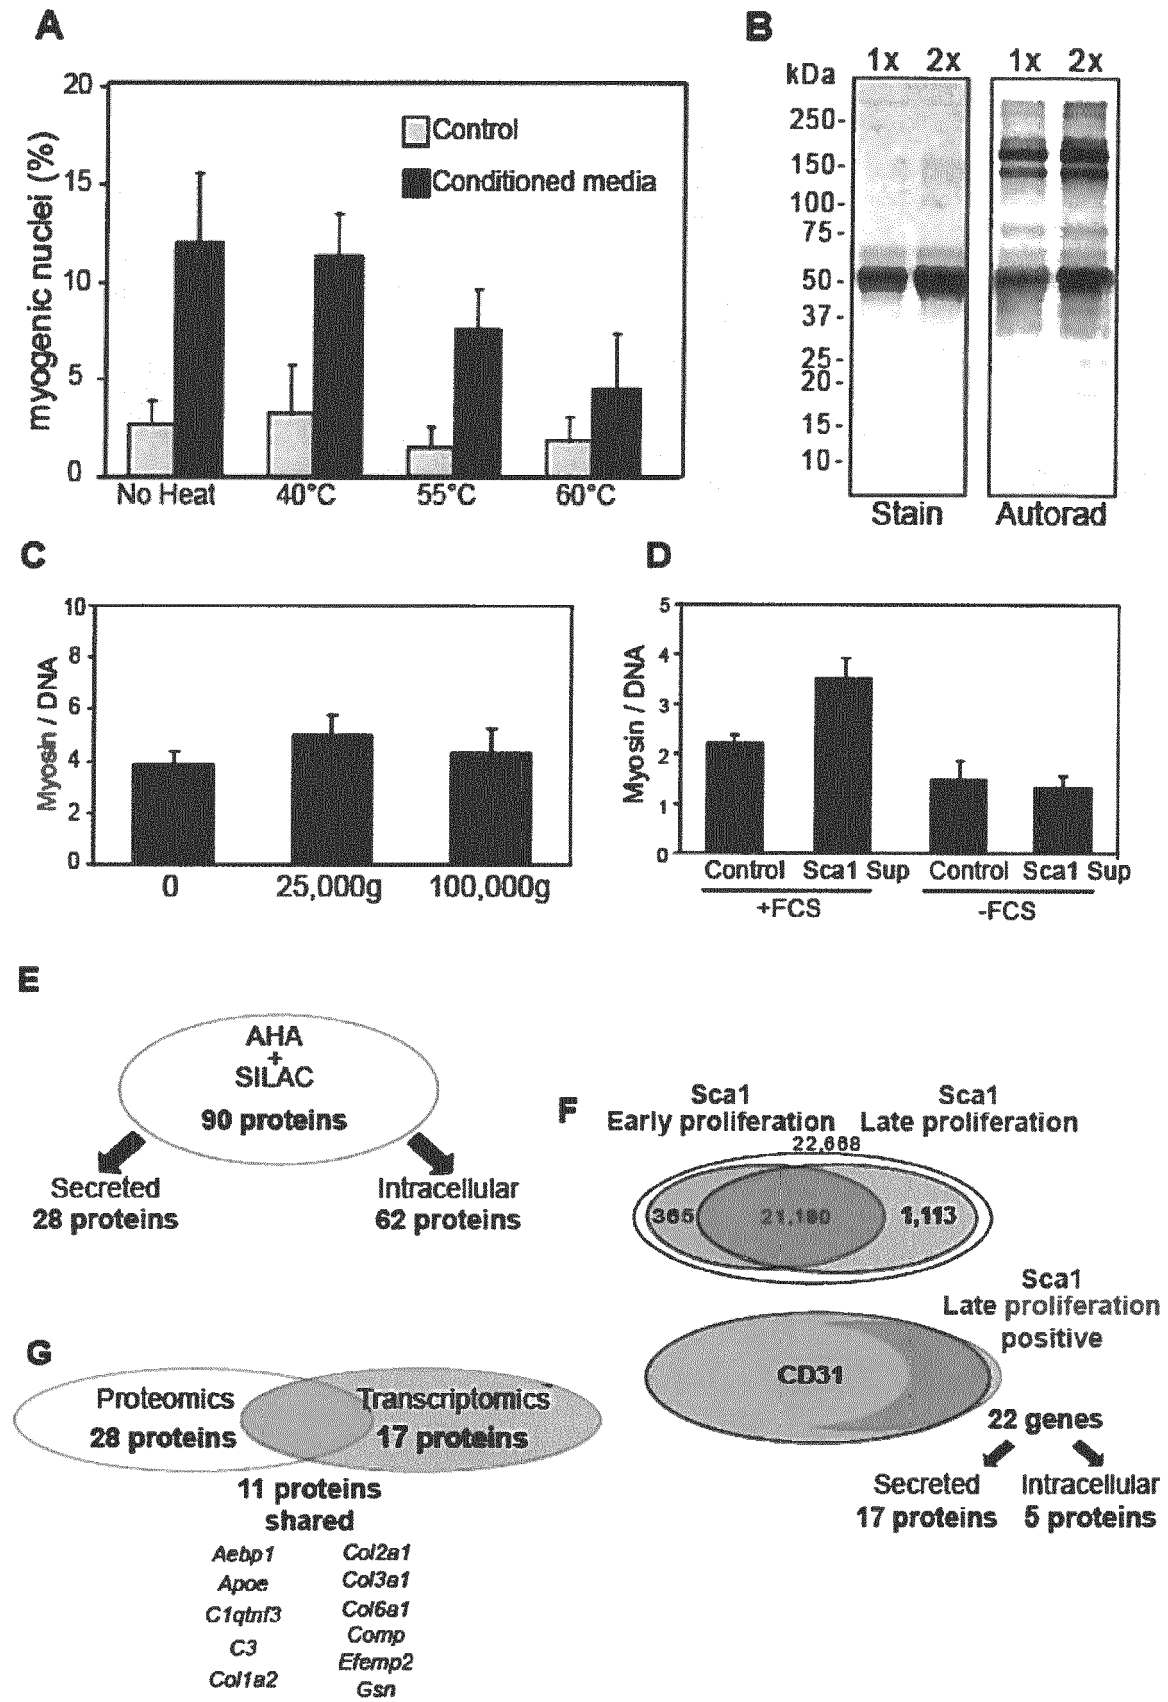 A
20
15
10
5
0
myogenic nuclei (%)
Control
Conditioned media
No Heat 40°C 55°C 60°C
B
1x 2x 1x 2x
kDa
250-
150-
100-
75-
50-
37-
25-
20-
15-
10-
Stain Autorad
C
10
8
6
4
2
0
Myosin / DNA
0 25,000g 100,000g
D
5
4
3
2
1
0
Myosin / DNA
Control Sca1 Sup Control Sca1 Sup
+FCS -FCS
E
AHA
+
SILAC
90 proteins
Secreted
28 proteins
Intracellular
62 proteins
F
Sca1
Early proliferation
Sca1
Late proliferation
22,668
365 21,190 1,113
Sca1
Late proliferation
positive
CD31
22 genes
Secreted
17 proteins
Intracellular
5 proteins
G
Proteomics
28 proteins
Transcriptomics
17 proteins
11 proteins
shared
Aebp1
Apoe
C1qtnf3
C3
Col1a2
Col2a1
Col3a1
Col6a1
Comp
Efemp2
Gsn